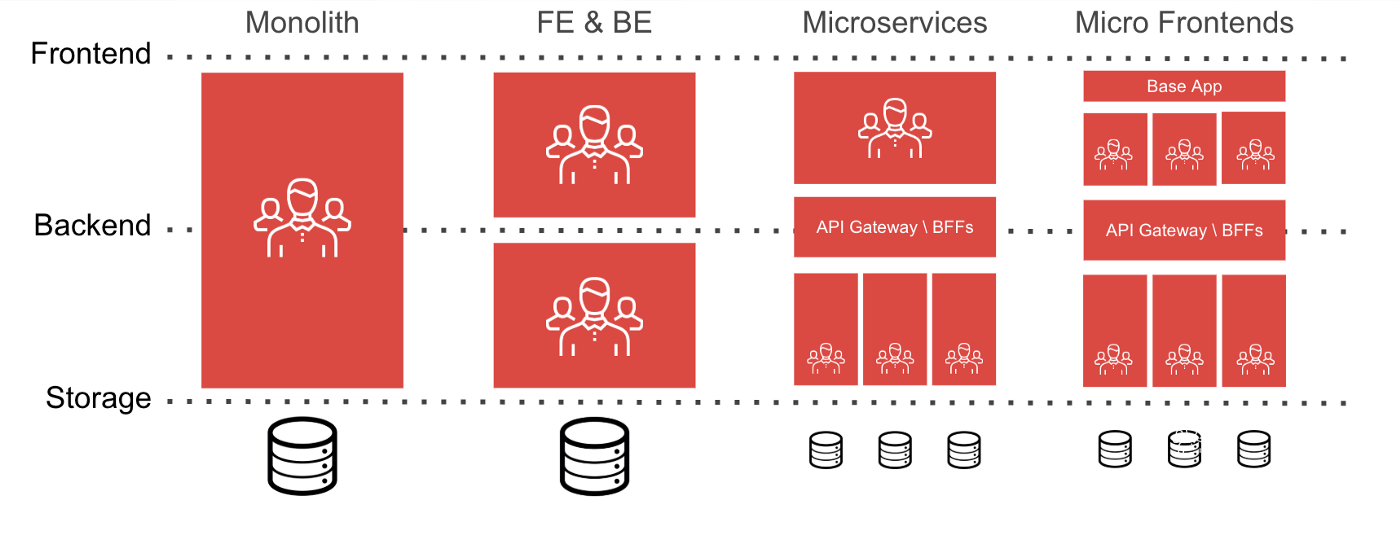 Monolith
FE & BE
Microservices
Micro Frontends
Frontend
Base App
Backend
API Gateway \ BFFs
API Gateway \ BFFs
Storage